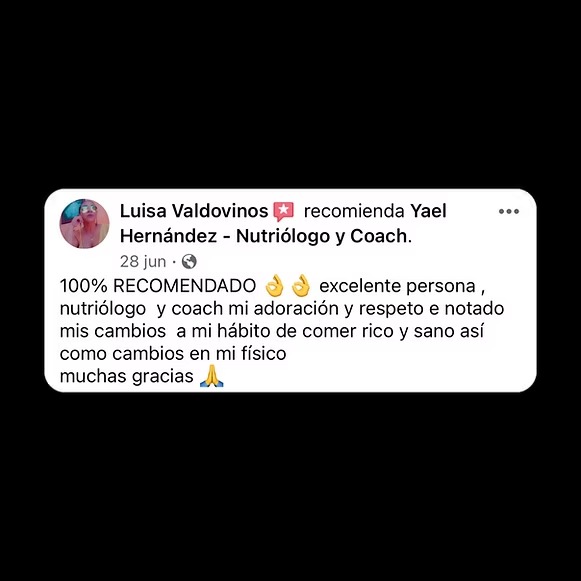 Luisa Valdovinos recomienda Yael
Hernández - Nutriólogo y Coach.
28 jun ·
100% RECOMENDADO 👌👌 excelente persona ,
nutriólogo  y coach mi adoración y respeto e notado
mis cambios  a mi hábito de comer rico y sano así
como cambios en mi físico
muchas gracias 🙏